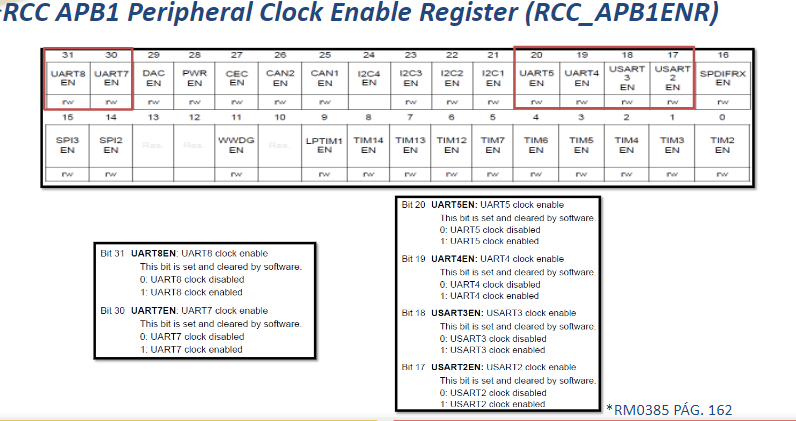 *RCC APB1 Peripheral Clock Enable Register (RCC_APB1ENR)
31 30 29 28 27 26 25 24 23 22 21 20 19 18 17 16
UART8 EN UART7 EN DAC EN PWR EN CEC EN CAN2 EN CAN1 EN I2C4 EN I2C3 EN I2C2 EN I2C1 EN UART5 EN UART4 EN USART 3 EN USART 2 EN SPDIFRX EN
rw rw rw rw rw rw rw rw rw rw rw rw rw rw rw
15 14 13 12 11 10 9 8 7 6 5 4 3 2 1 0
SPI3 EN SPI2 EN Res. Res. WWDG EN Res. LPTIM1 EN TIM14 EN TIM13 EN TIM12 EN TIM7 EN TIM6 EN TIM5 EN TIM4 EN TIM3 EN TIM2 EN
rw rw rw rw rw rw rw rw rw rw rw rw rw
Bit 31 UART8EN: UART8 clock enable
This bit is set and cleared by software.
0: UART8 clock disabled
1: UART8 clock enabled
Bit 30 UART7EN: UART7 clock enable
This bit is set and cleared by software.
0: UART7 clock disabled
1: UART7 clock enabled
Bit 20 UART5EN: UART5 clock enable
This bit is set and cleared by software.
0: UART5 clock disabled
1: UART5 clock enabled
Bit 19 UART4EN: UART4 clock enable
This bit is set and cleared by software.
0: UART4 clock disabled
1: UART4 clock enabled
Bit 18 USART3EN: USART3 clock enable
This bit is set and cleared by software.
0: USART3 clock disabled
1: USART3 clock enabled
Bit 17 USART2EN: USART2 clock enable
This bit is set and cleared by software.
0: USART2 clock disabled
1: USART2 clock enabled
*RM0385 PÁG. 162